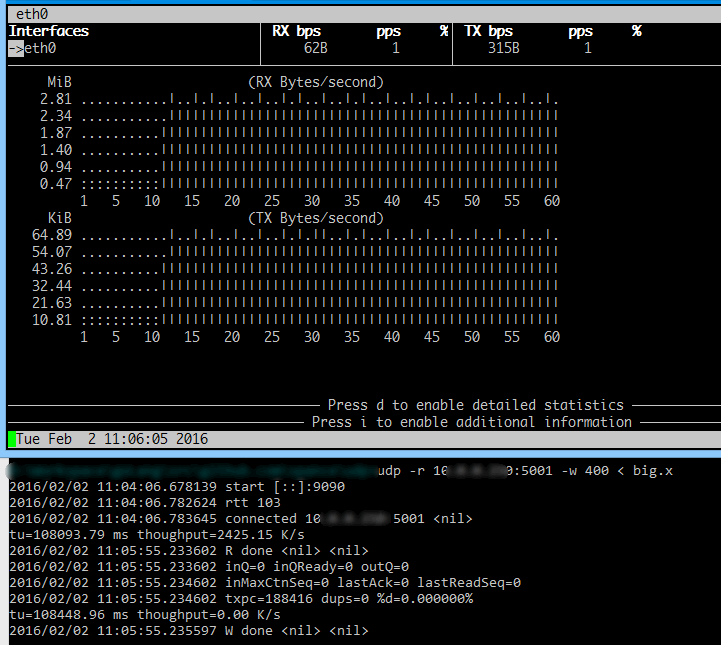 eth0
Interfaces RX bps pps % TX bps pps %
->eth0 62B 1 315B 1
MiB (RX Bytes/second)
2.81 ...........|..|.|..|.|..|.|..|.|..|.|..|.|..|.|..|.|..|.|..|.
2.34 ...........|||||||||||||||||||||||||||||||||||||||||||||||||
1.87 ..........||||||||||||||||||||||||||||||||||||||||||||||||||
1.40 ..........||||||||||||||||||||||||||||||||||||||||||||||||||
0.94 ..........||||||||||||||||||||||||||||||||||||||||||||||||||
0.47 ::::::::::||||||||||||||||||||||||||||||||||||||||||||||||||
1 5 10 15 20 25 30 35 40 45 50 55 60
KiB (TX Bytes/second)
64.89 ...........|..|.|..|.|..|.|..||.|..|.|..|.|..|.|..|.|..|.
54.07 ...........|||||||||||||||||||||||||||||||||||||||||||||||||
43.26 ..........||||||||||||||||||||||||||||||||||||||||||||||||||
32.44 ..........||||||||||||||||||||||||||||||||||||||||||||||||||
21.63 ..........||||||||||||||||||||||||||||||||||||||||||||||||||
10.81 ::::::::::||||||||||||||||||||||||||||||||||||||||||||||||||
1 5 10 15 20 25 30 35 40 45 50 55 60
Press d to enable detailed statistics
Press i to enable additional information
Tue Feb 2 11:06:05 2016
udp -r 10 0:5001 -w 400 < big.x
2016/02/02 11:04:06.678139 start [::]:9090
2016/02/02 11:04:06.782624 rtt 103
2016/02/02 11:04:06.783645 connected 10 5001 <nil>
tu=108093.79 ms thoughput=2425.15 K/s
2016/02/02 11:05:55.233602 R done <nil> <nil>
2016/02/02 11:05:55.233602 inQ=0 inQReady=0 outQ=0
2016/02/02 11:05:55.234602 inMaxCtnSeq=0 lastAck=0 lastReadSeq=0
2016/02/02 11:05:55.234602 txpc=188416 dups=0 %d=0.000000%
tu=108448.96 ms thoughput=0.00 K/s
2016/02/02 11:05:55.235597 W done <nil> <nil>